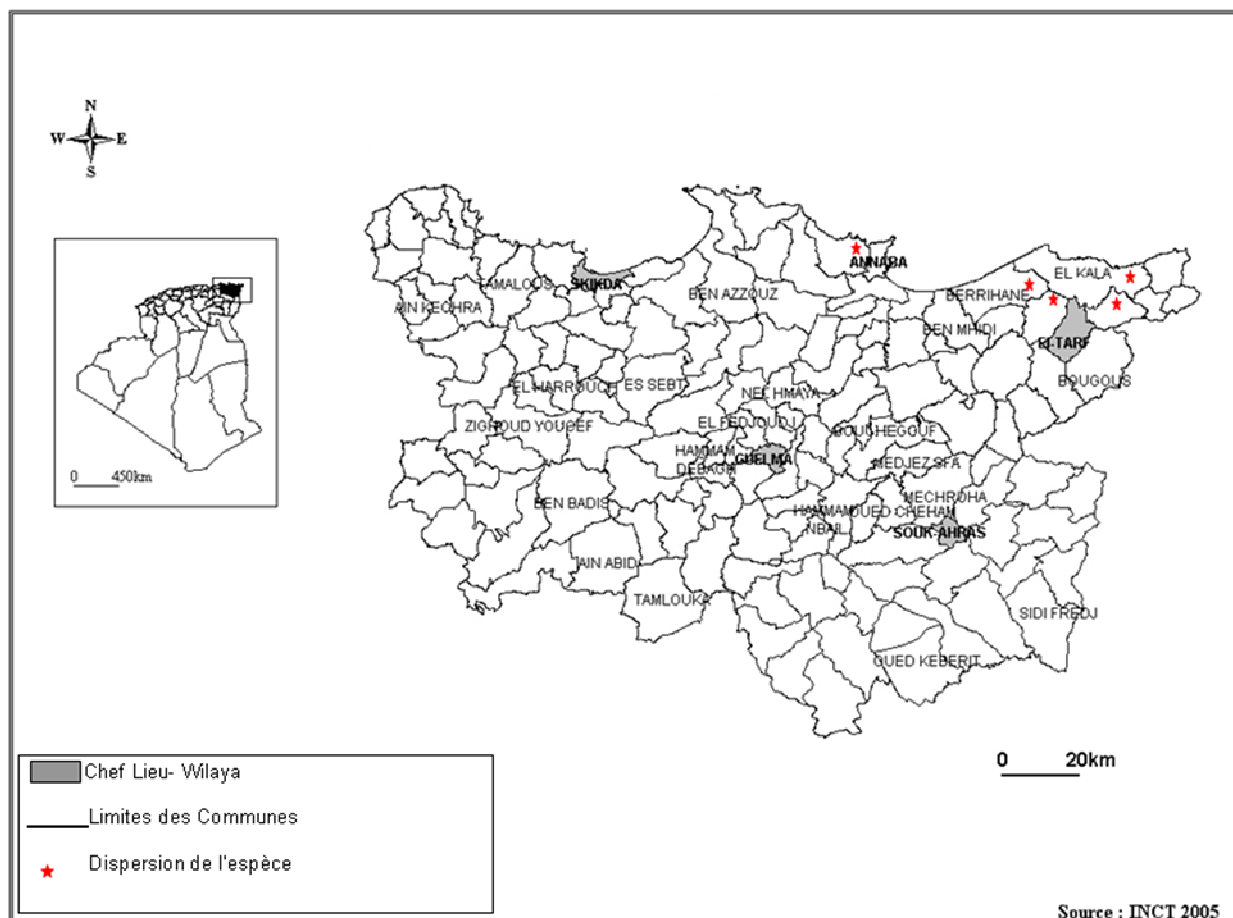 N
W E
S
ANNABA
EL KALA
TAMALOUS
SKIKDA
BEN AZZOUZ
BERRIHANE
AIN KECHRA
BEN MHIDI
El-TARF
EL HARROUCH
ES SEBT
BOUGOUS
NECHMAYA
ZIGHOUD YOUCEF
EL FEDJOUDJ
BOUCHEGOUF
HAMMAM
DEBAGH
GUELMA
MEDJEZ SFA
0 450km
BEN BADIS
MECHROHA
HAMMAM
NBAIL
OUED CHEHAM
SOUK-AHRAS
AIN ABID
TAMLOUKA
SIDI FREDJ
OUED KEBERIT
0 20km
Chef Lieu- Wilaya
Limites des Communes
Dispersion de l'espèce
Source : INCT 2005